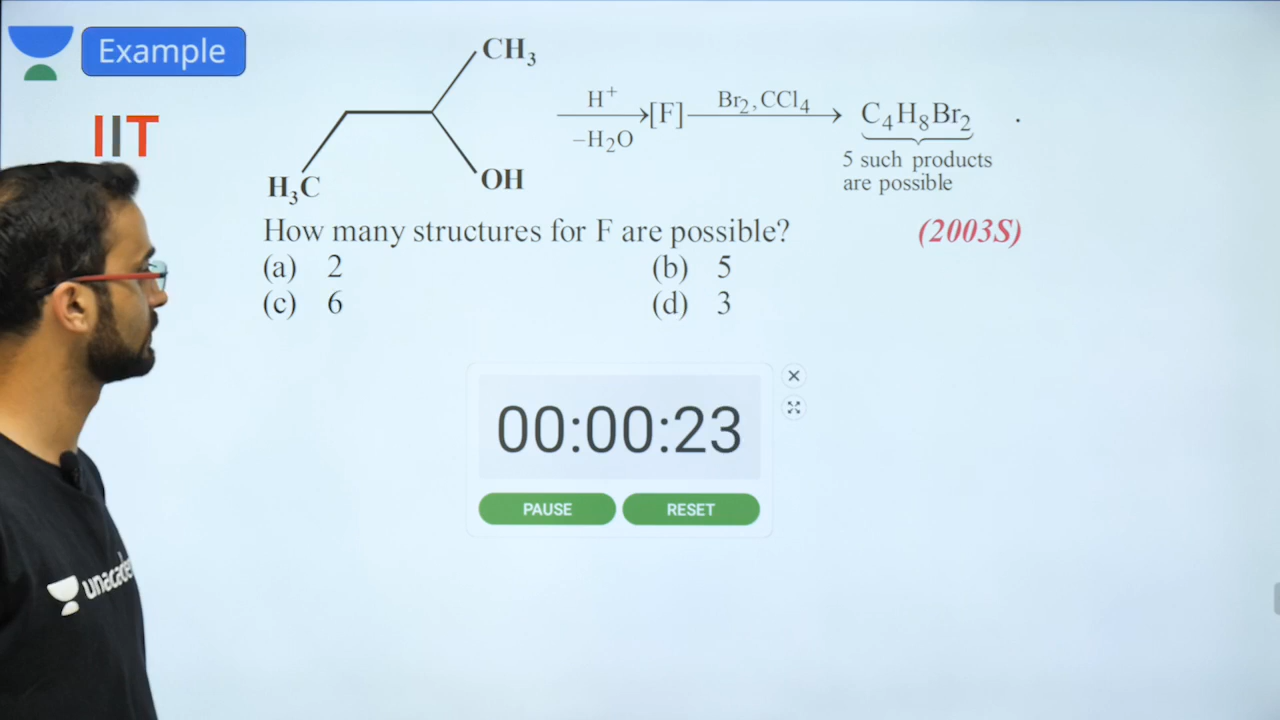 Example
IIT
CH3
H3C
OH
H+
−H2O
[F]
Br2,CCl4
C4H8Br2 .
5 such products
are possible
How many structures for F are possible? (2003S)
(a) 2 (b) 5
(c) 6 (d) 3
00:00:23
PAUSE RESET